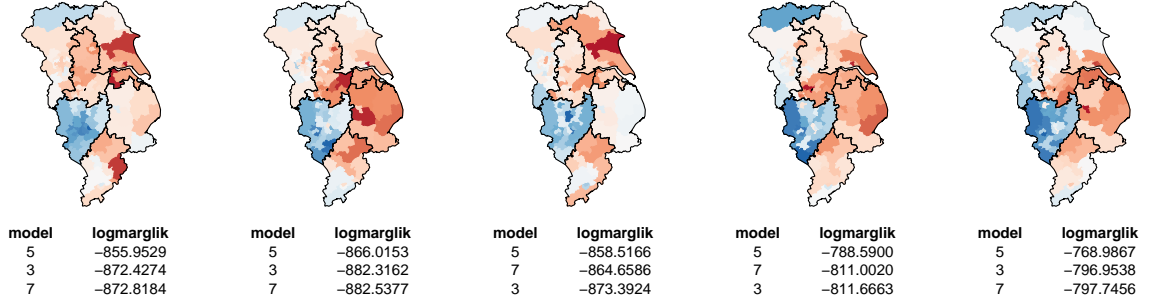 model logmarglik model logmarglik model logmarglik model logmarglik model logmarglik
5 −855.9529 5 −866.0153 5 −858.5166 5 −788.5900 5 −768.9867
3 −872.4274 3 −882.3162 7 −864.6586 7 −811.0020 3 −796.9538
7 −872.8184 7 −882.5377 3 −873.3924 3 −811.6663 7 −797.7456